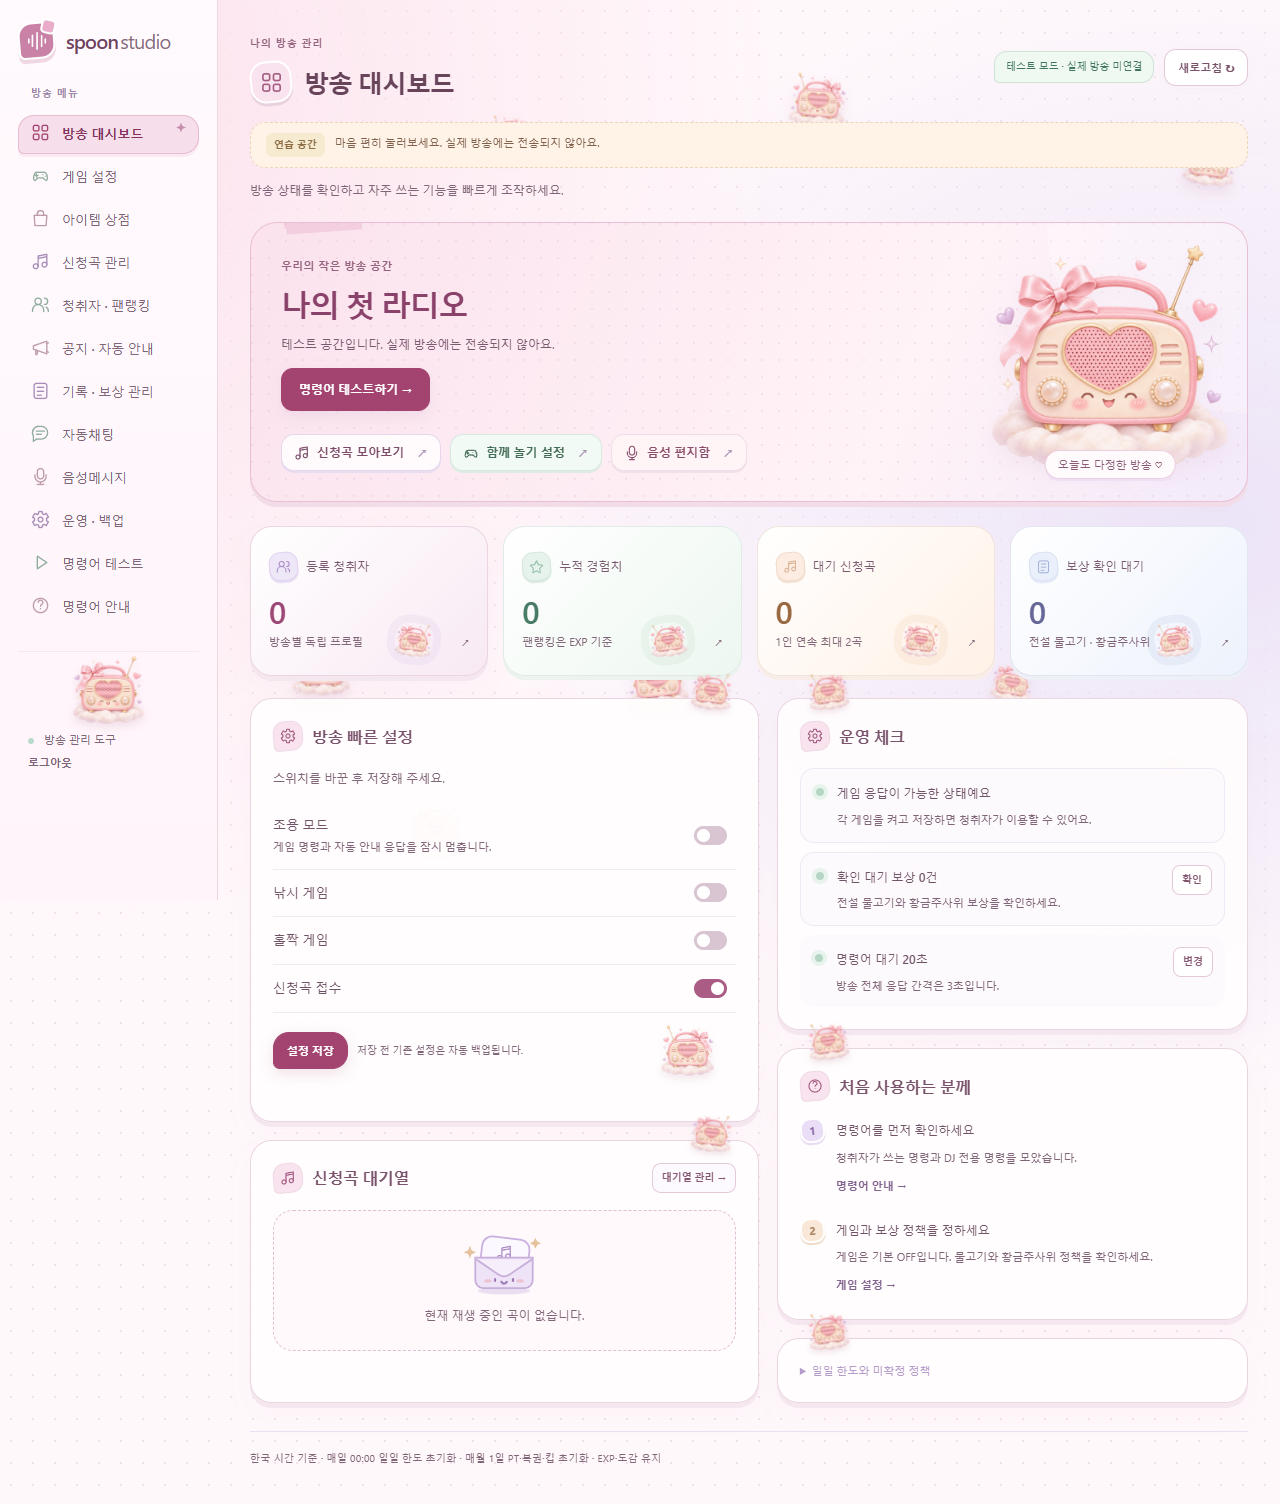 spoon studio
방송 메뉴
방송 대시보드
게임 설정
아이템 상점
신청곡 관리
청취자 · 팬랭킹
공지 · 자동 안내
기록 · 보상 관리
자동채팅
음성메시지
운영 · 백업
명령어 테스트
명령어 안내
방송 관리 도구
로그아웃
나의 방송 관리
방송 대시보드
테스트 모드 · 실제 방송 미연결
새로고침 ↻
연습 공간 마음 편히 눌러보세요. 실제 방송에는 전송되지 않아요.
방송 상태를 확인하고 자주 쓰는 기능을 빠르게 조작하세요.
우리의 작은 방송 공간
나의 첫 라디오
테스트 공간입니다. 실제 방송에는 전송되지 않아요.
명령어 테스트하기 →
신청곡 모아보기 ↗
함께 놀기 설정 ↗
음성 편지함 ↗
오늘도 다정한 방송 ♡
등록 청취자
0
방송별 독립 프로필 ↗
누적 경험치
0
팬랭킹은 EXP 기준 ↗
대기 신청곡
0
1인 연속 최대 2곡 ↗
보상 확인 대기
0
전설 물고기 · 황금주사위 ↗
방송 빠른 설정
스위치를 바꾼 후 저장해 주세요.
조용 모드
게임 명령과 자동 안내 응답을 잠시 멈춥니다.
낚시 게임
홀짝 게임
신청곡 접수
설정 저장
저장 전 기존 설정은 자동 백업됩니다.
신청곡 대기열
대기열 관리 →
현재 재생 중인 곡이 없습니다.
운영 체크
게임 응답이 가능한 상태예요
각 게임을 켜고 저장하면 청취자가 이용할 수 있어요.
확인 대기 보상 0건
전설 물고기와 황금주사위 보상을 확인하세요.
확인
명령어 대기 20초
방송 전체 응답 간격은 3초입니다.
변경
처음 사용하는 분께
1 명령어를 먼저 확인하세요
청취자가 쓰는 명령과 DJ 전용 명령을 모았습니다.
명령어 안내 →
2 게임과 보상 정책을 정하세요
게임은 기본 OFF입니다. 물고기와 황금주사위 정책을 확인하세요.
게임 설정 →
▶ 일일 한도와 미확정 정책
한국 시간 기준 · 매일 00:00 일일 한도 초기화 · 매월 1일 PT·복권·킵 초기화 · EXP·도감 유지